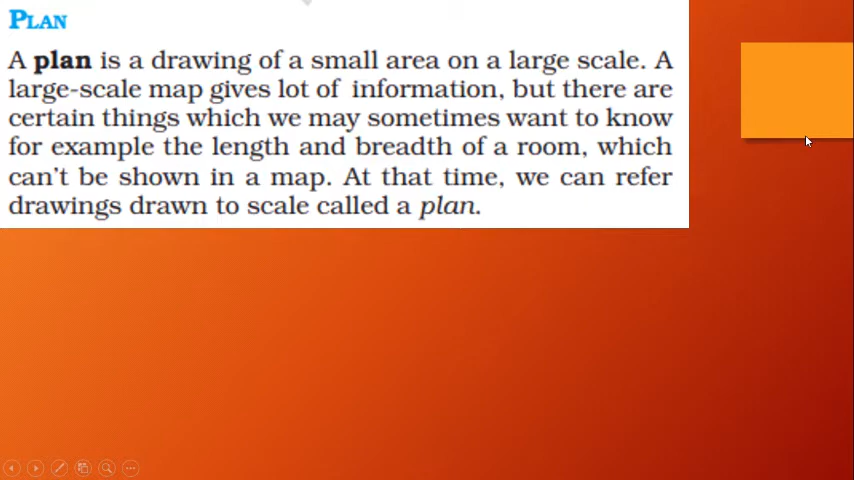 PLAN
A plan is a drawing of a small area on a large scale. A
large-scale map gives lot of information, but there are
certain things which we may sometimes want to know
for example the length and breadth of a room, which
can't be shown in a map. At that time, we can refer
drawings drawn to scale called a plan.